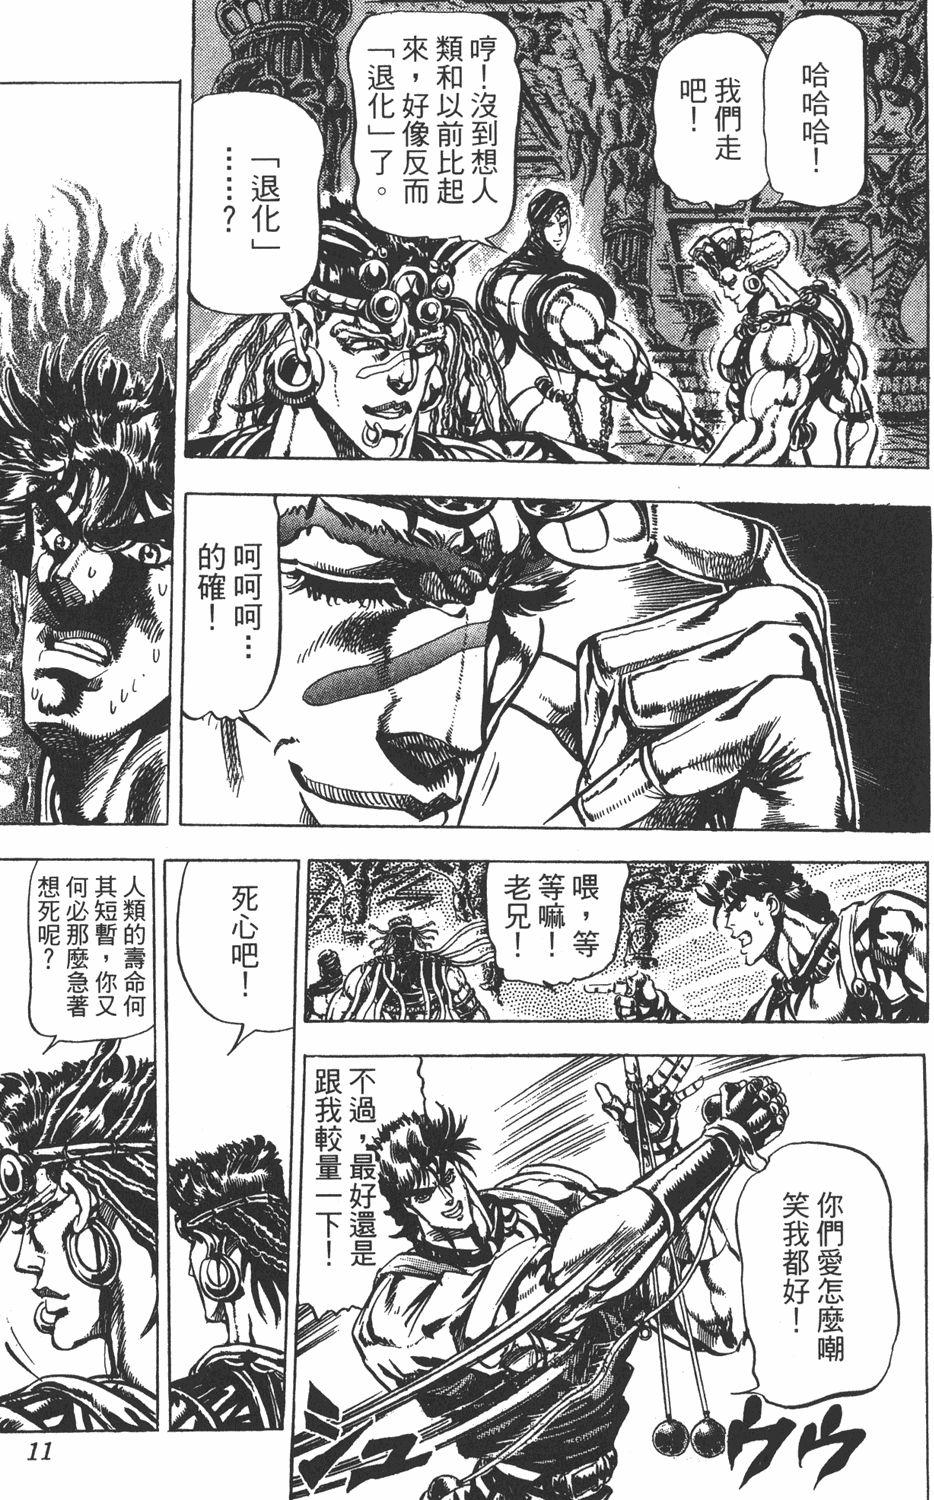 哈哈哈！
我們走
吧！
哼！沒到想人
類和以前比起
來，好像反而
「退化」了。
「退化」
……？
呵呵呵…
的確！
喂，等
等嘛！
老兄！
你們愛怎麼嘲
笑我都好！
不過，最好還是
跟我較量一下！
ウウ
死心吧！
人類的壽命何
其短暫，你又
何必那麼急著
想死呢？
11